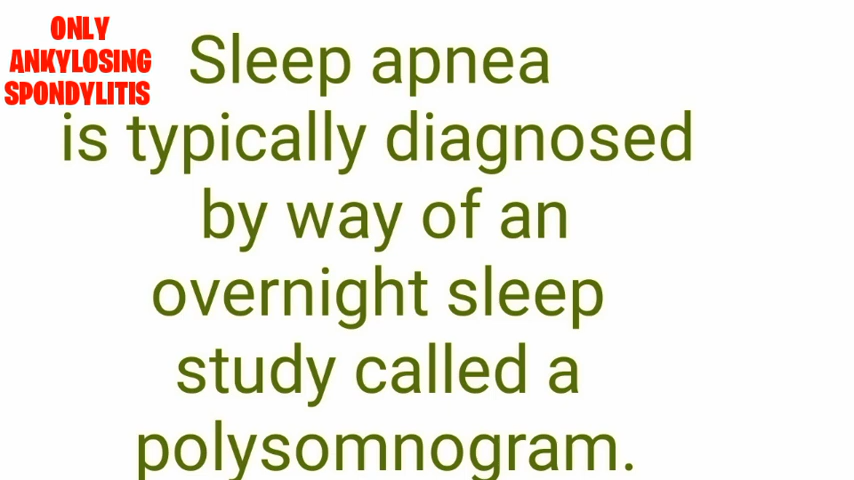 ONLY
ANKYLOSING
SPONDYLITIS
Sleep apnea
is typically diagnosed
by way of an
overnight sleep
study called a
polysomnogram.